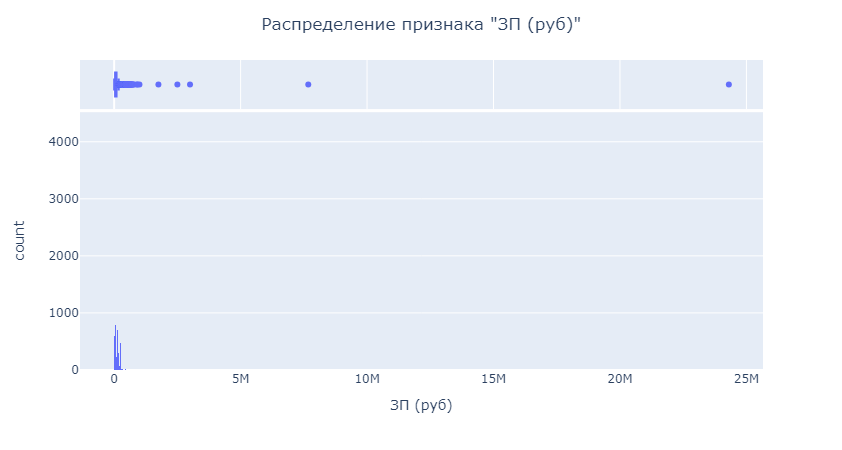 Распределение признака "ЗП (руб)"
4000
3000
2000
1000
0
count
0 5M 10M 15M 20M 25M
ЗП (руб)